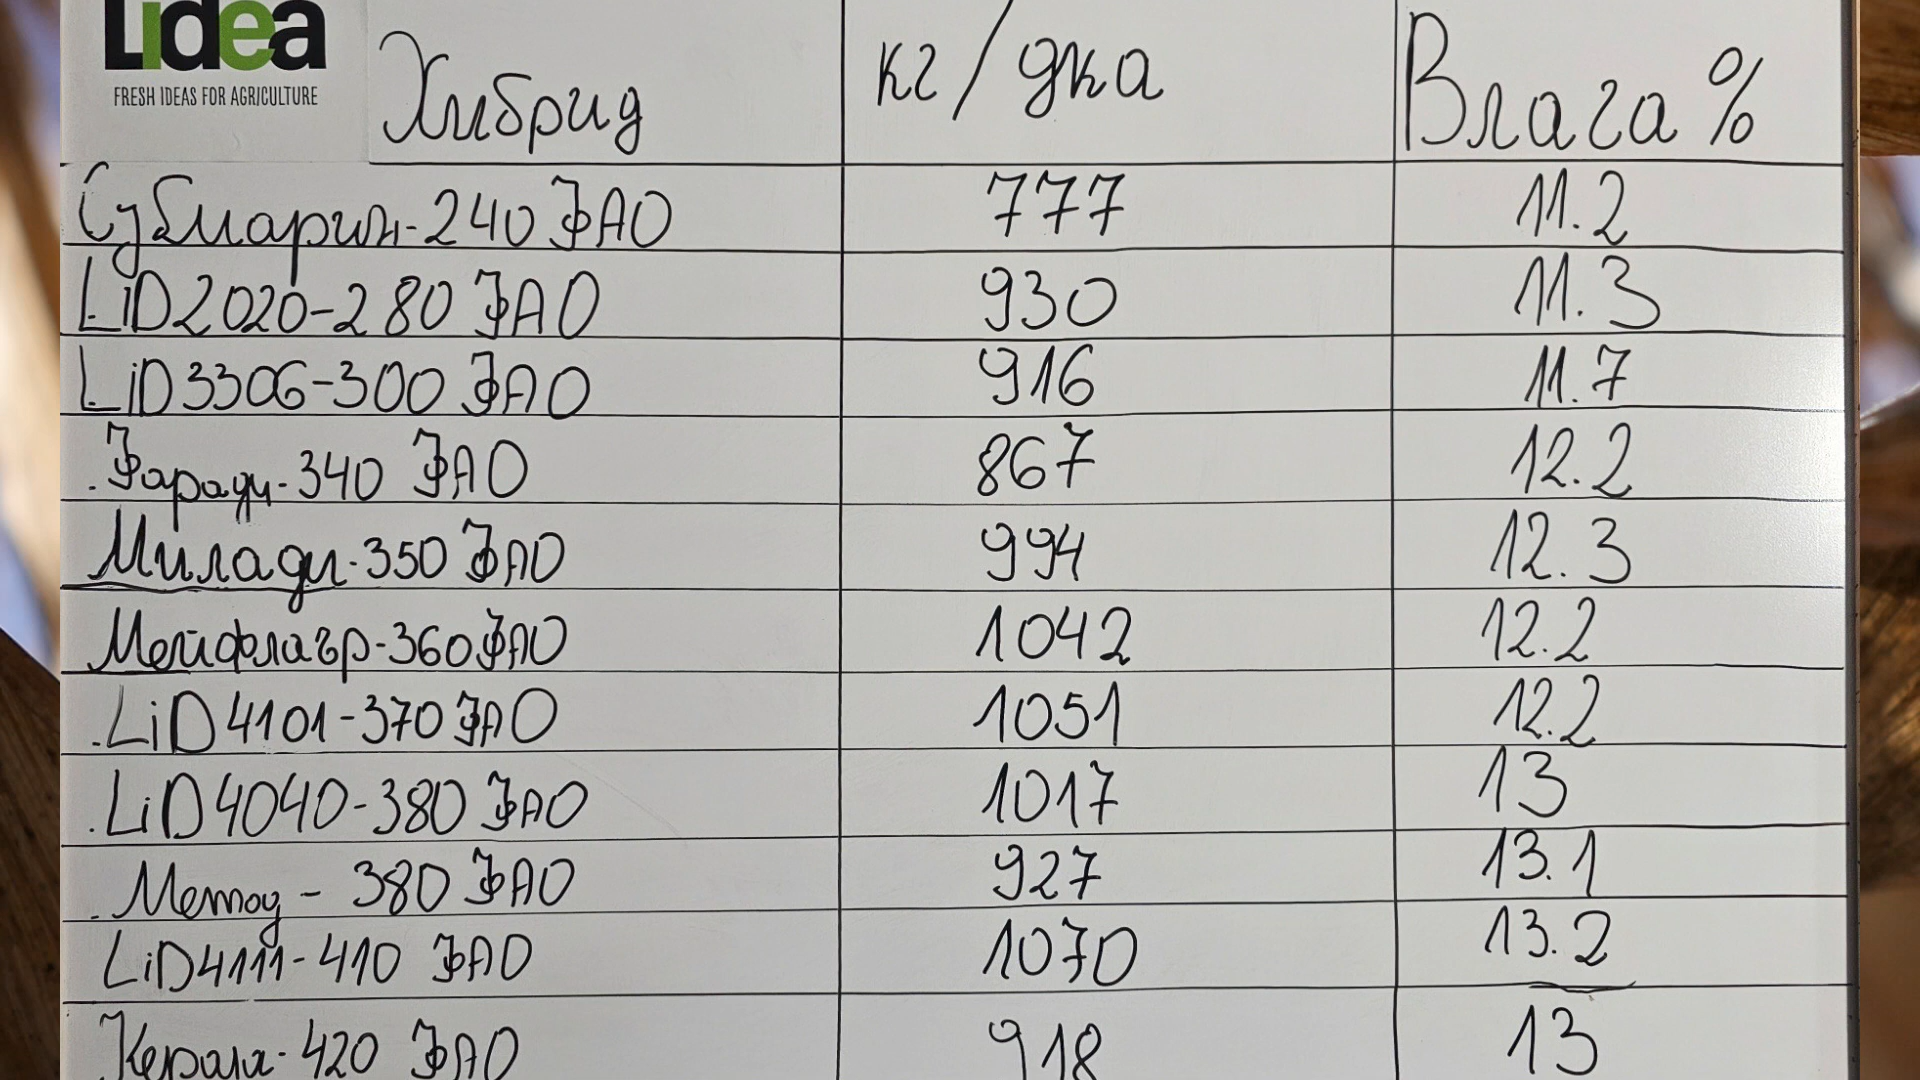 Lidea
FRESH IDEAS FOR AGRICULTURE
Хибрид кг/дка Влага %
Субмарин-240 ФАО 777 11.2
LiD2020-280 ФАО 930 11.3
LiD3306-300 ФАО 916 11.7
Фаради-340 ФАО 867 12.2
Милади-350 ФАО 994 12.3
Мейфлаър-360 ФАО 1042 12.2
LiD4101-370 ФАО 1051 12.2
LiD4040-380 ФАО 1017 13
Метод - 380 ФАО 927 13.1
LiD4111-410 ФАО 1070 13.2
420 ФАО 918 13